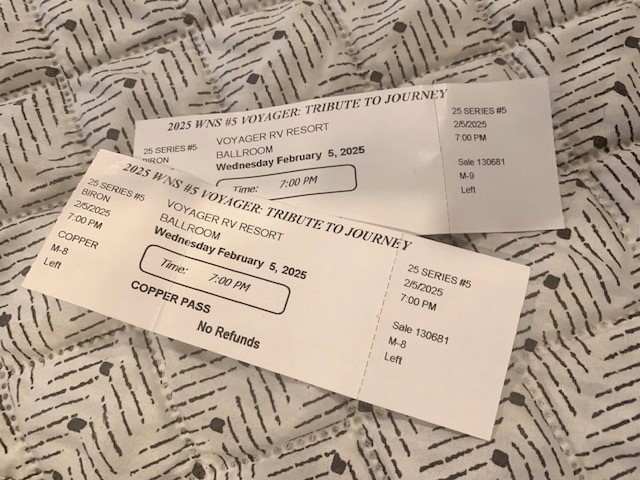 2025 WNS #5 VOYAGER: TRIBUTE TO JOURNEY
25 SERIES #5
BIRON
VOYAGER RV RESORT
BALLROOM
Wednesday February 5, 2025
Time: 7:00 PM
25 SERIES #5
2/5/2025
7:00 PM
Sale 130681
M-9
Left
2025 WNS #5 VOYAGER: TRIBUTE TO JOURNEY
25 SERIES #5
BIRON
2/5/2025
7:00 PM
COPPER
M-8
Left
VOYAGER RV RESORT
BALLROOM
Wednesday February 5, 2025
Time: 7:00 PM
COPPER PASS
No Refunds
25 SERIES #5
2/5/2025
7:00 PM
Sale 130681
M-8
Left